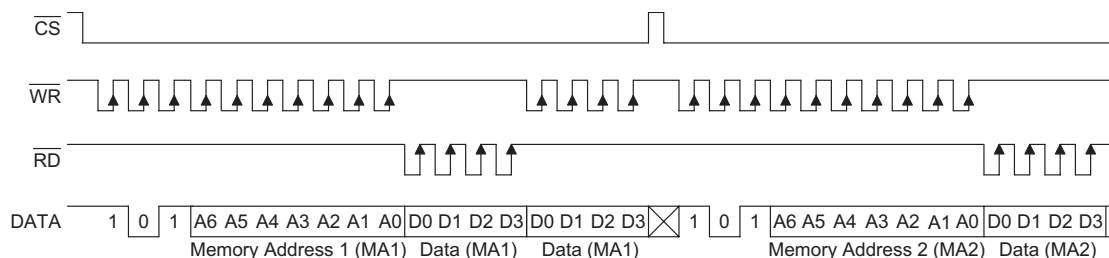 CS
WR
RD
DATA 1 0 1 A6 A5 A4 A3 A2 A1 A0 D0 D1 D2 D3 D0 D1 D2 D3 1 0 1 A6 A5 A4 A3 A2 A1 A0 D0 D1 D2 D3
Memory Address 1 (MA1) Data (MA1) Data (MA1) Memory Address 2 (MA2) Data (MA2)